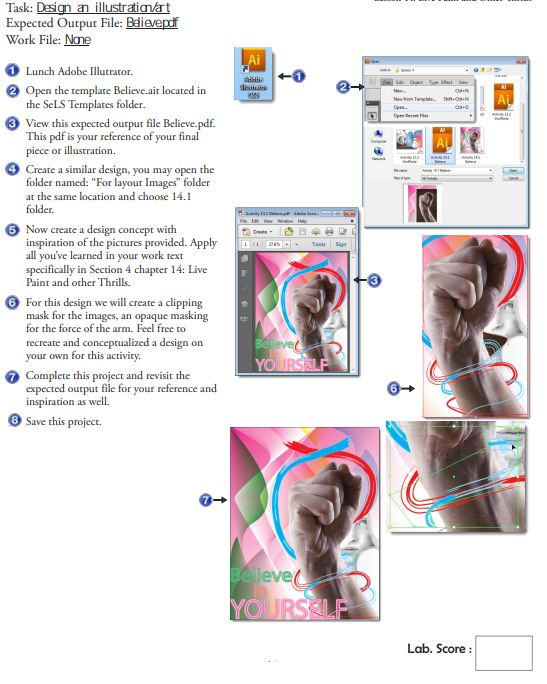 Task: Design an illustration/art
Expected Output File: Believe.pdf
Work File: None
1 Lunch Adobe Illutrator.
2 Open the template Believe.ait located in
the SeLS Templates folder.
3 View this expected output file Believe.pdf.
This pdf is your reference of your final
piece or illustration.
4 Create a similar design, you may open the
folder named: “For layout Images” folder
at the same location and choose 14.1
folder.
5 Now create a design concept with
inspiration of the pictures provided. Apply
all you’ve learned in your work text
specifically in Section 4 chapter 14: Live
Paint and other Thrills.
6 For this design we will create a clipping
mask for the images, an opaque masking
for the force of the arm. Feel free to
recreate and conceptualized a design on
your own for this activity.
7 Complete this project and revisit the
expected output file for your reference and
inspiration as well.
8 Save this project.
Ai
Adobe
Illustrator
CS5
1
2
Open
Look in: Section 4
File Edit Object Type Effect View
New... Ctrl+N
New from Template... Shift+Ctrl+N
Open... Ctrl+O
Open Recent Files
Computer
Network
Activity 14.1
Believe
File name: Activity 14.1 Believe
Files of type: All Formats
Open
Cancel
Activity 14.1 Believe.pdf - Adobe Acro...
File Edit View Window Help
Create
1 / 1 27.8% Tools Sign
Believe
in
YOURSELF
3
6
7
Believe
in
YOURSELF
Lab. Score :